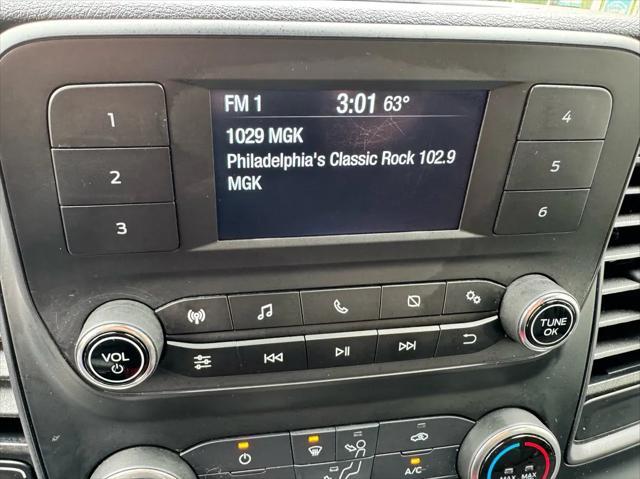 FM 1 3:01 63°
1029 MGK
Philadelphia's Classic Rock 102.9
MGK
1
2
3
4
5
6
VOL
TUNE
OK
A/C
MAX MAX